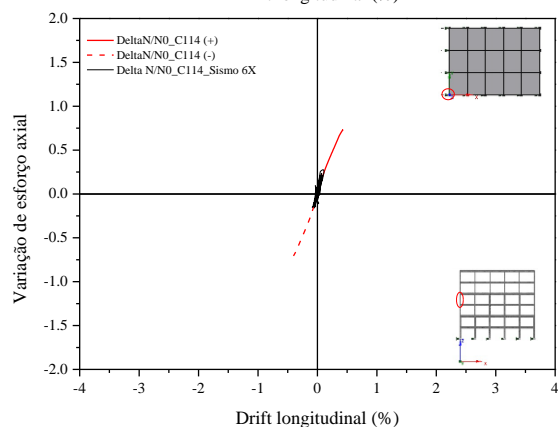 DeltaN/N0_C114 (+)
DeltaN/N0_C114 (-)
Delta N/N0_C114_Sismo 6X
2.0
1.5
1.0
0.5
0.0
-0.5
-1.0
-1.5
-2.0
Variação de esforço axial
-4 -3 -2 -1 0 1 2 3 4
Drift longitudinal (%)